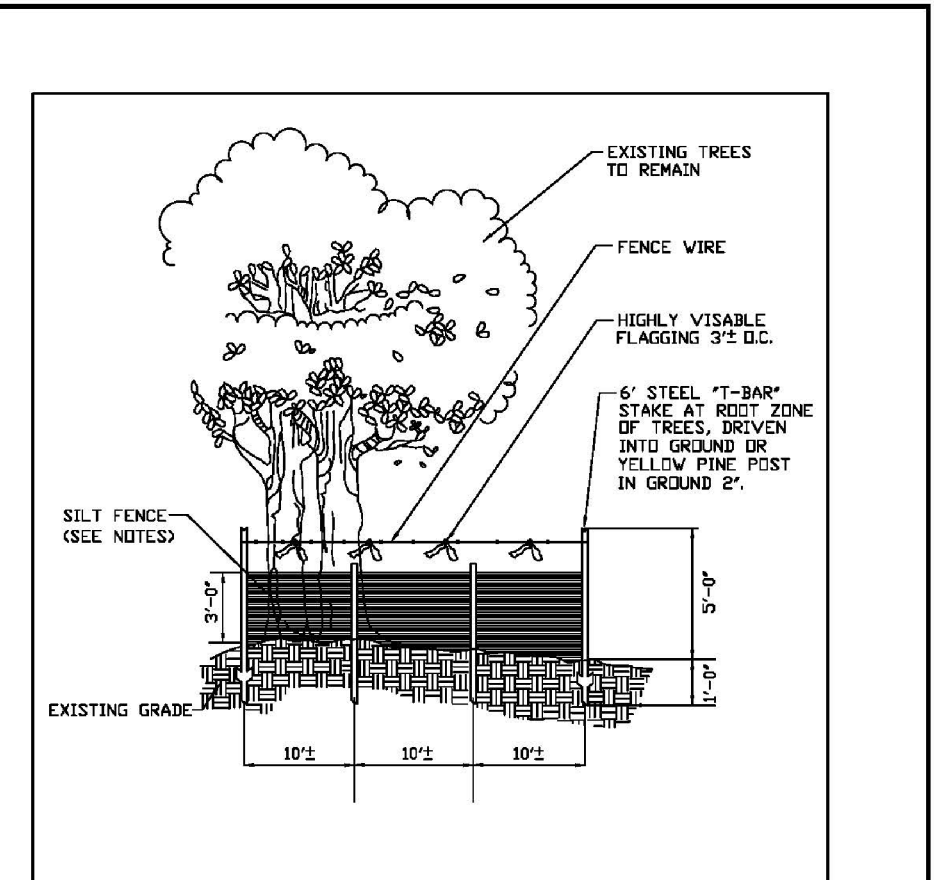 EXISTING TREES
TO REMAIN
FENCE WIRE
HIGHLY VISABLE
FLAGGING 3'± O.C.
6' STEEL "T-BAR"
STAKE AT ROOT ZONE
OF TREES, DRIVEN
INTO GROUND OR
YELLOW PINE POST
IN GROUND 2".
SILT FENCE
(SEE NOTES)
3'-0"
5'-0"
1'-0"
EXISTING GRADE
10'± 10'± 10'±